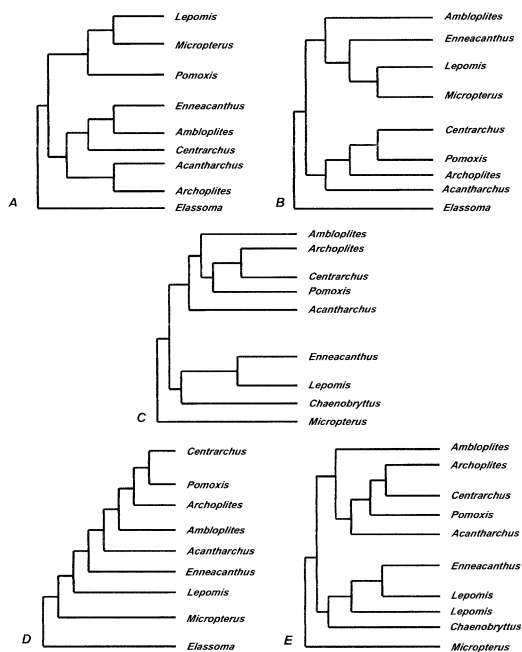 Lepomis
Micropterus
Pomoxis
Enneacanthus
Ambloplites
Centrarchus
Acantharchus
Archoplites
Elassoma
A
Ambloplites
Enneacanthus
Lepomis
Micropterus
Centrarchus
Pomoxis
Archoplites
Acantharchus
Elassoma
B
Ambloplites
Archoplites
Centrarchus
Pomoxis
Acantharchus
Enneacanthus
Lepomis
Chaenobryttus
Micropterus
C
Centrarchus
Pomoxis
Archoplites
Ambloplites
Acantharchus
Enneacanthus
Lepomis
Micropterus
Elassoma
D
Ambloplites
Archoplites
Centrarchus
Pomoxis
Acantharchus
Enneacanthus
Lepomis
Lepomis
Chaenobryttus
Micropterus
E